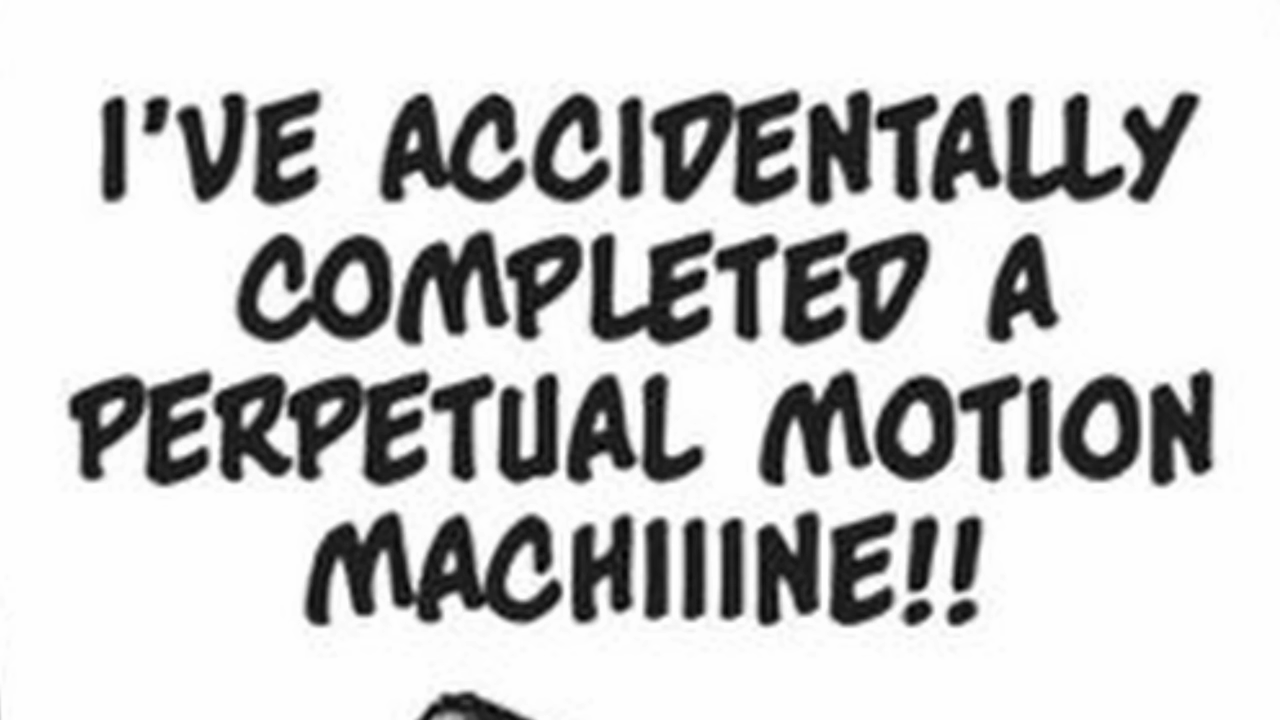 I'VE ACCIDENTALLY
COMPLETED A
PERPETUAL MOTION
MACHIIINE!!